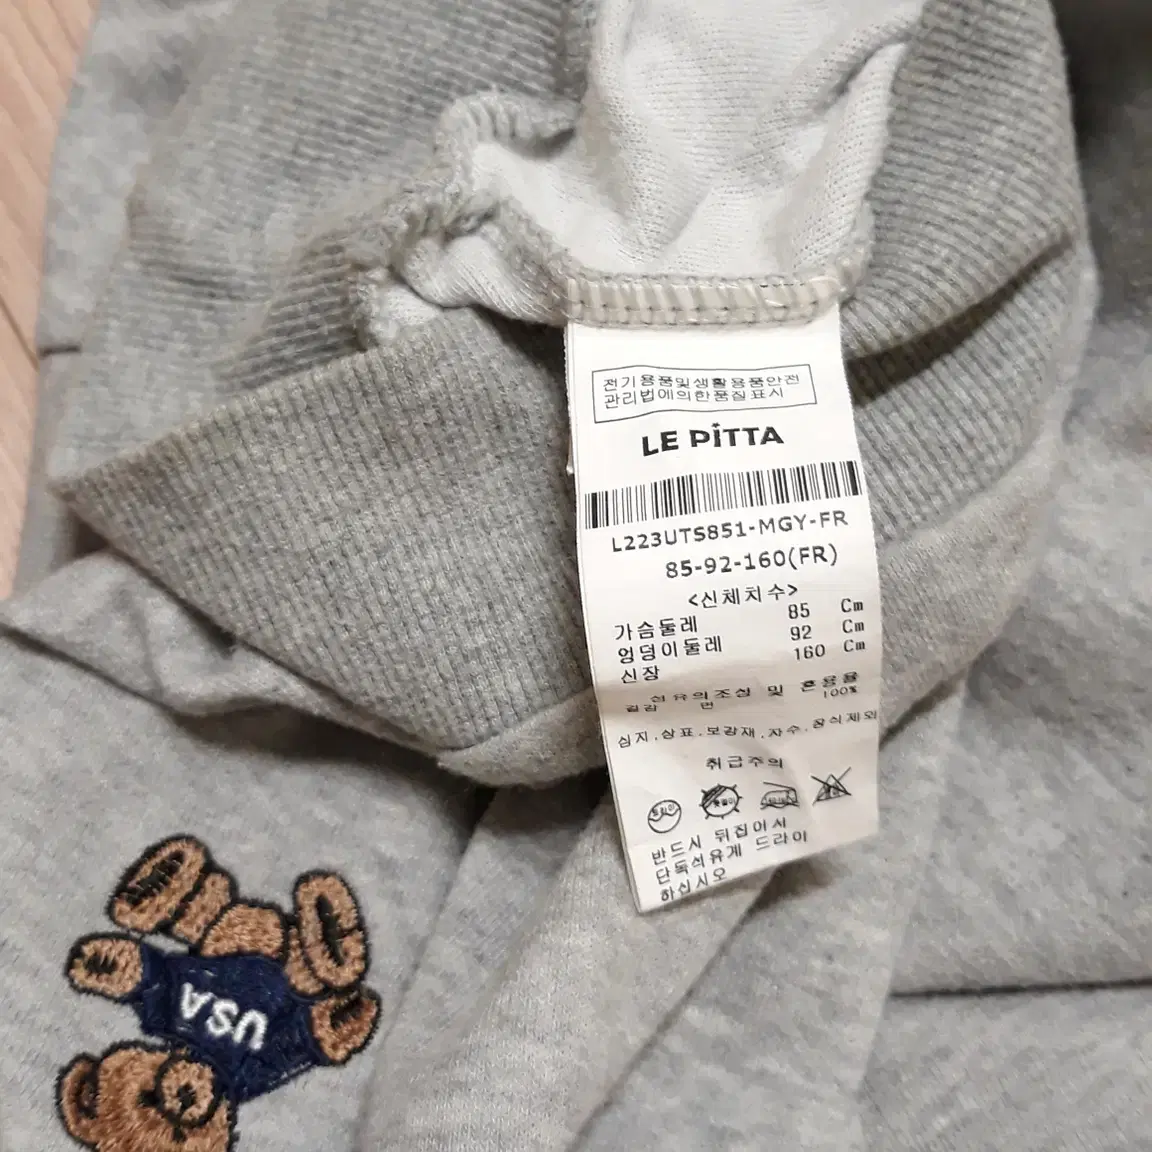 전기용품및생활용품안전
관리법에의한품질표시
LE PITTA
L223UTS851-MGY-FR
85-92-160(FR)
<신체치수>
가슴둘레 85 Cm
엉덩이둘레 92 Cm
신장 160 Cm
섬유의조성 및 혼용율
겉감 면 100%
심지,상표,보강재,자수,장식제외
취급주의
드라이
반드시 뒤집어서
단독석유계 드라이
하십시오
USA